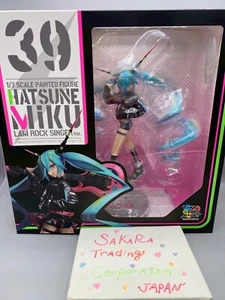 39
1/7 SCALE PAINTED FIGURE
HATSUNE
MIKU
LAM ROCK SINGER Ver.
SAKURA
Trading
Corporation
JAPAN